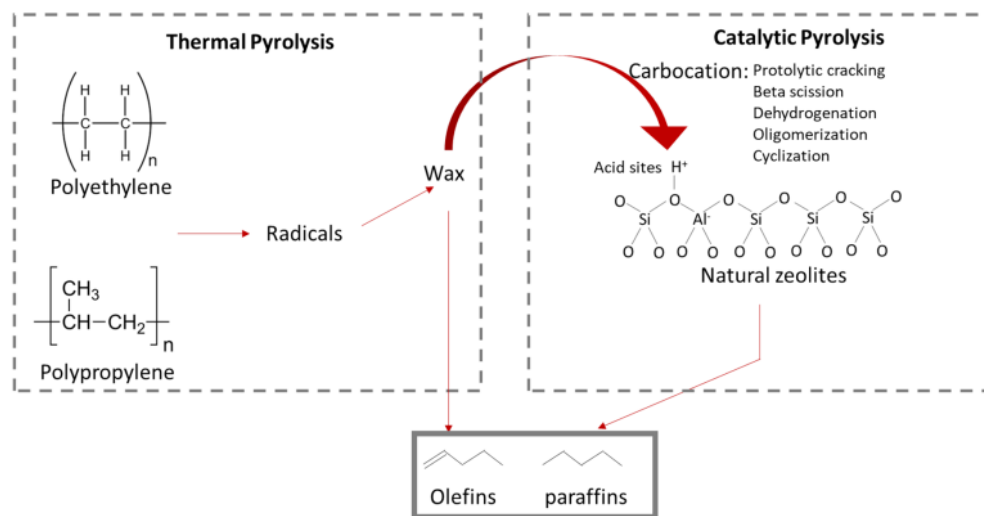 Thermal Pyrolysis
H H
C C
H H
n
Polyethylene
Radicals
Wax
CH3
CH CH2
n
Polypropylene
Catalytic Pyrolysis
Carbocation: Protolytic cracking
Beta scission
Dehydrogenation
Oligomerization
Cyclization
Acid sites H+
O O O O O O
Si Al- Si Si Si
O O O O O O O O O O
Natural zeolites
Olefins paraffins